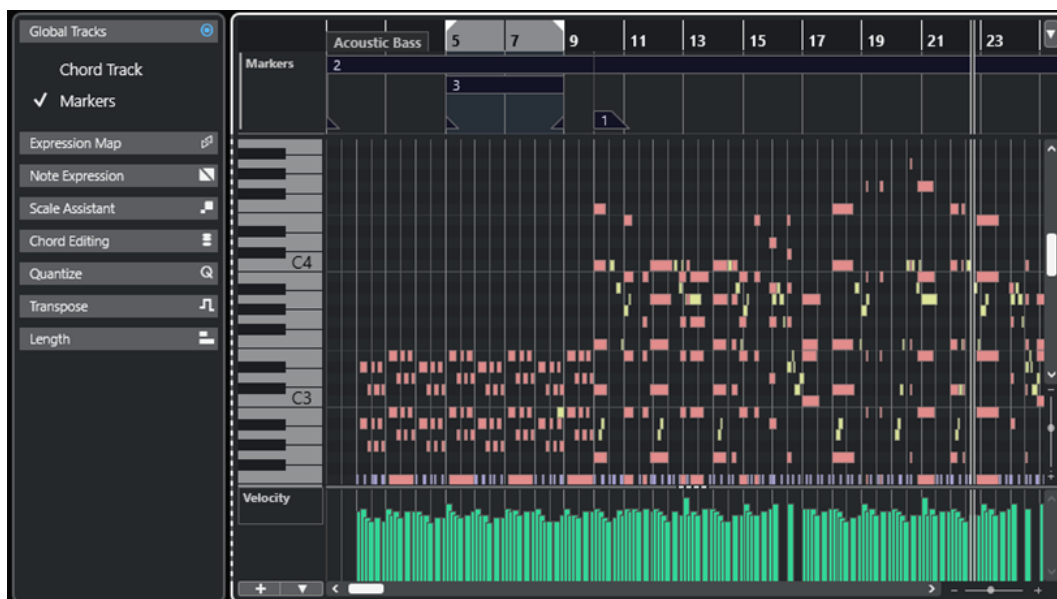 Global Tracks
Chord Track
Markers
Expression Map
Note Expression
Scale Assistant
Chord Editing
Quantize
Transpose
Length
Acoustic Bass
5 7 9 11 13 15 17 19 21 23
Markers
2
3
1
C4
C3
Velocity